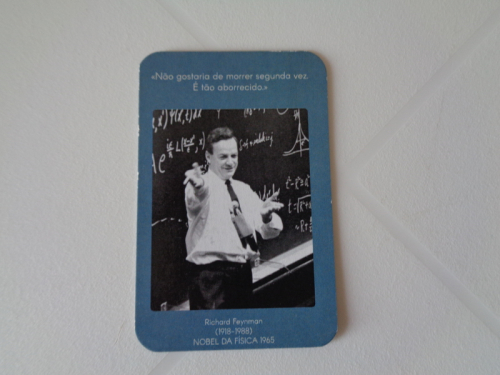 «Não gostaria de morrer segunda vez.
É tão aborrecido.»
Richard Feynman
(1918-1988)
NOBEL DA FÍSICA 1965